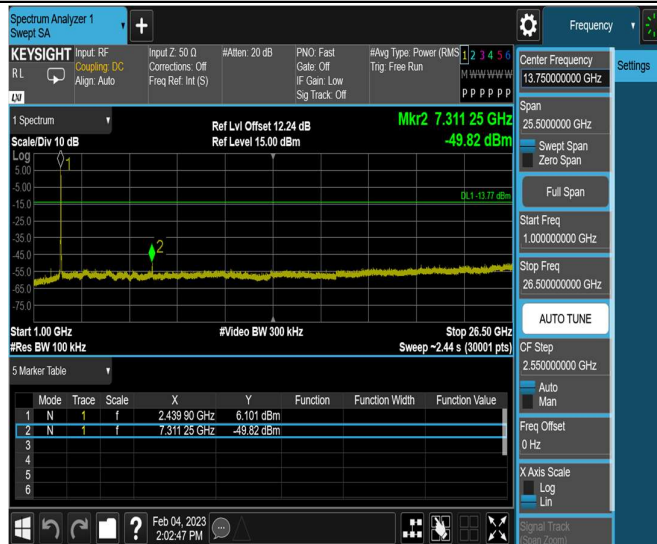 Spectrum Analyzer 1
Swept SA
Frequency
KEYSIGHT
RL
LXI
Input: RF
Coupling: DC
Align: Auto
Input Z: 50 Ω
Corrections: Off
Freq Ref: Int (S)
#Atten: 20 dB
PNO: Fast
Gate: Off
IF Gain: Low
Sig Track: Off
#Avg Type: Power (RMS
Trig: Free Run
1 2 3 4 5 6
M W W W W W
P P P P P P
Center Frequency
13.750000000 GHz
Settings
Span
25.5000000 GHz
Swept Span
Zero Span
Full Span
Start Freq
1.000000000 GHz
Stop Freq
26.500000000 GHz
AUTO TUNE
CF Step
2.550000000 GHz
Auto
Man
Freq Offset
0 Hz
X Axis Scale
Log
Lin
Signal Track
(Span Zoom)
1 Spectrum
Scale/Div 10 dB
Ref Lvl Offset 12.24 dB
Ref Level 15.00 dBm
Mkr2 7.311 25 GHz
-49.82 dBm
Log
1
5.00
-5.00
-15.0
DL1 -13.77 dBm
-25.0
-35.0
2
-45.0
-55.0
-65.0
-75.0
Start 1.00 GHz
#Video BW 300 kHz
Stop 26.50 GHz
#Res BW 100 kHz
Sweep ~2.44 s (30001 pts)
5 Marker Table
Mode Trace Scale X Y Function Function Width Function Value
1 N 1 f 2.439 90 GHz 6.101 dBm
2 N 1 f 7.311 25 GHz -49.82 dBm
3
4
5
6
?
Feb 04, 2023
2:02:47 PM